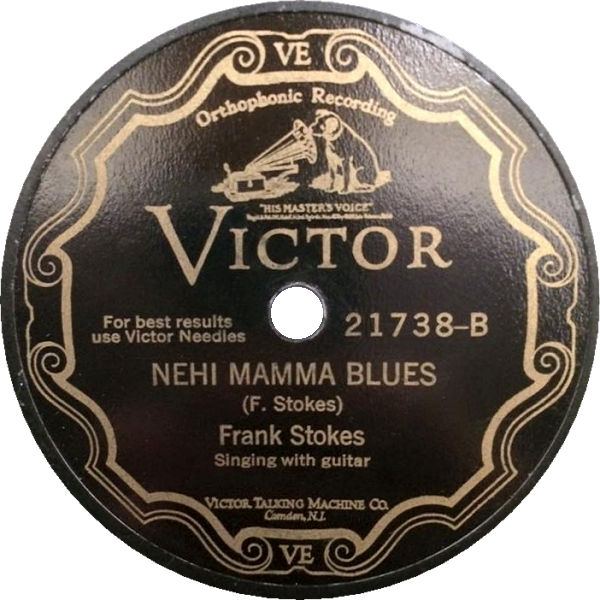 VE
Orthophonic Recording
"HIS MASTER'S VOICE"
VICTOR
For best results
use Victor Needles
21738-B
NEHI MAMMA BLUES
(F. Stokes)
Frank Stokes
Singing with guitar
VICTOR TALKING MACHINE CO.
Camden, N.J.
VE